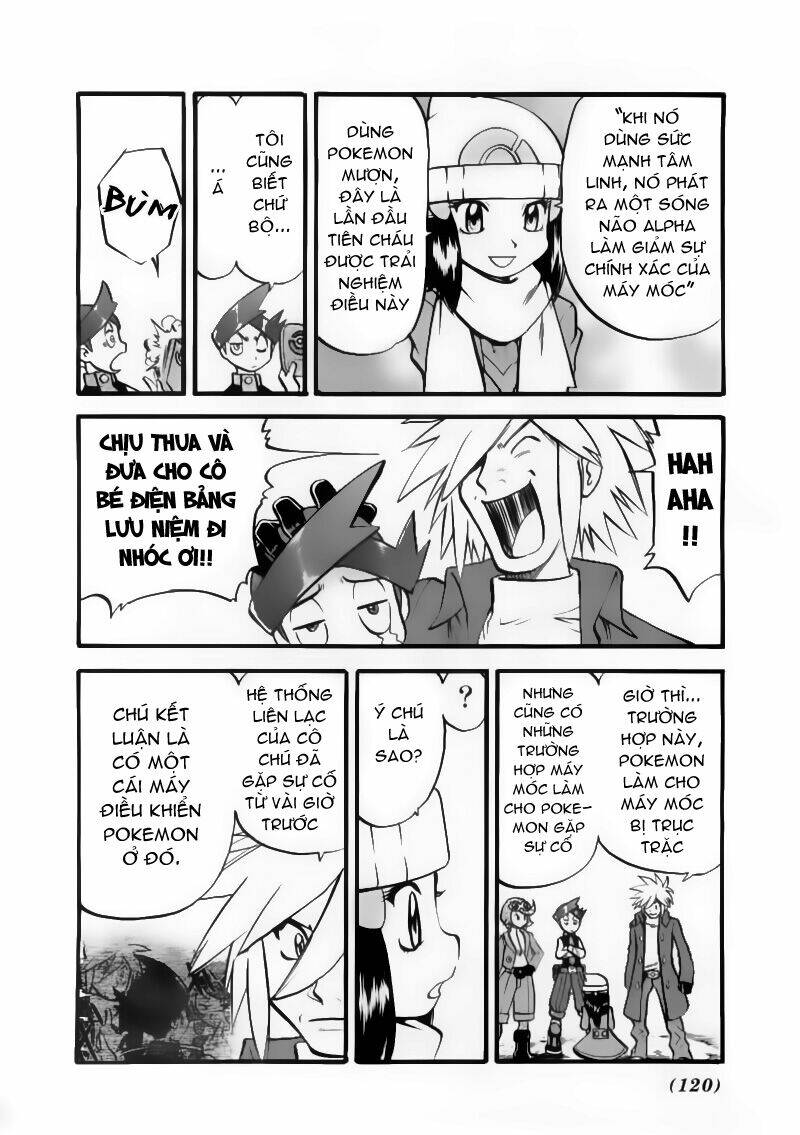 "KHI NÓ
DÙNG SỨC
MẠNH TÂM
LINH, NÓ PHÁT
RA MỘT SÓNG
NÃO ALPHA
LÀM GIẢM SỰ
CHÍNH XÁC CỦA
MÁY MÓC"
DÙNG
POKEMON
MƯỢN,
ĐÂY LÀ
LẦN ĐẦU
TIÊN CHÁU
ĐƯỢC TRẢI
NGHIỆM
ĐIỀU NÀY
TÔI
CŨNG
BIẾT
CHỨ
BỘ...
...
Á
BÙM
HAH
AHA
!!
CHỊU THUA VÀ
ĐƯA CHO CÔ
BÉ ĐIỆN BẢNG
LƯU NIỆM ĐI
NHÓC ƠI!!
GIỜ THÌ...
TRƯỜNG
HỢP NÀY,
POKEMON
LÀM CHO
MÁY MÓC
BỊ TRỤC
TRẶC
NHƯNG
CŨNG CÓ
NHỮNG
TRƯỜNG
HỢP MÁY
MÓC LÀM
CHO POKE-
MON GẶP
SỰ CỐ
?
Ý CHÚ
LÀ
SAO?
HỆ THỐNG
LIÊN LẠC
CỦA CÔ
CHÚ ĐÃ
GẶP SỰ CỐ
TỪ VÀI GIỜ
TRƯỚC
CHÚ KẾT
LUẬN LÀ
CÓ MỘT
CÁI MÁY
ĐIỀU KHIỂN
POKEMON
Ở ĐÓ.
(120)